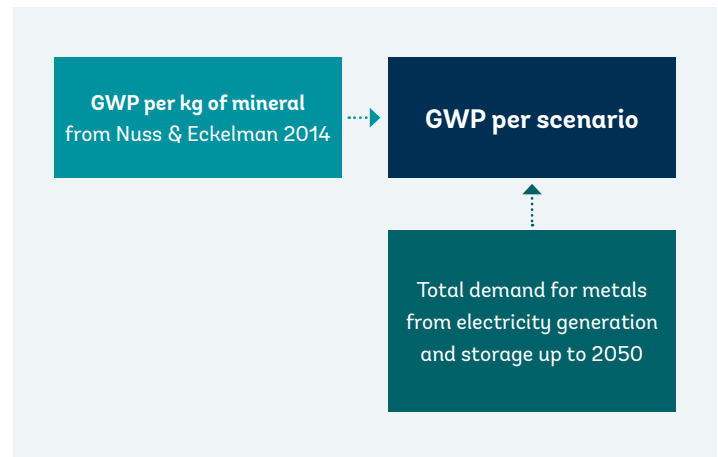 GWP per kg of mineral
from Nuss & Eckelman 2014
GWP per scenario
Total demand for metals
from electricity generation
and storage up to 2050